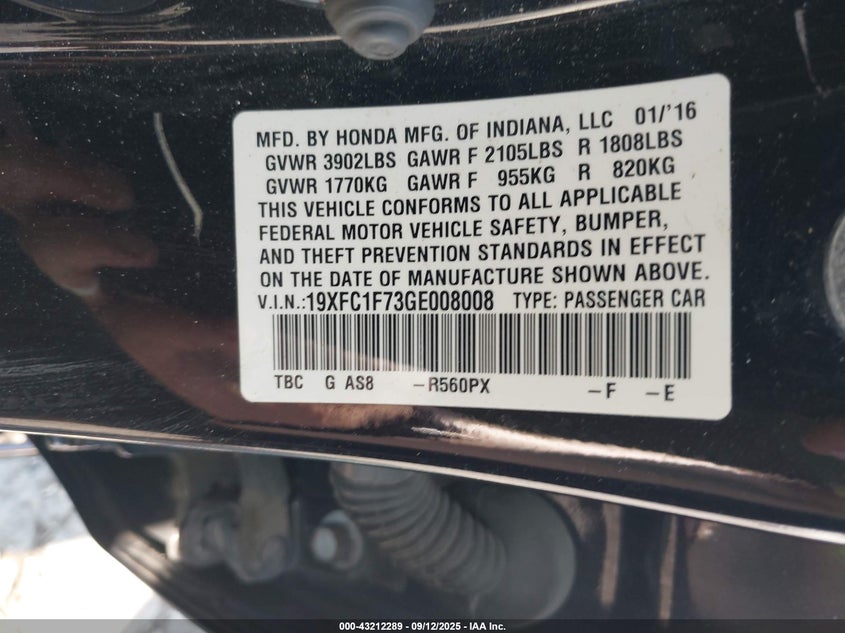 MFD. BY HONDA MFG. OF INDIANA, LLC 01/'16
GVWR 3902LBS GAWR F 2105LBS R 1808LBS
GVWR 1770KG GAWR F 955KG R 820KG
THIS VEHICLE CONFORMS TO ALL APPLICABLE
FEDERAL MOTOR VEHICLE SAFETY, BUMPER,
AND THEFT PREVENTION STANDARDS IN EFFECT
ON THE DATE OF MANUFACTURE SHOWN ABOVE.
V.I.N.:19XFC1F73GE008008 TYPE: PASSENGER CAR
TBC G AS8 –R560PX –F –E
000-43212289 - 09/12/2025 - IAA Inc.